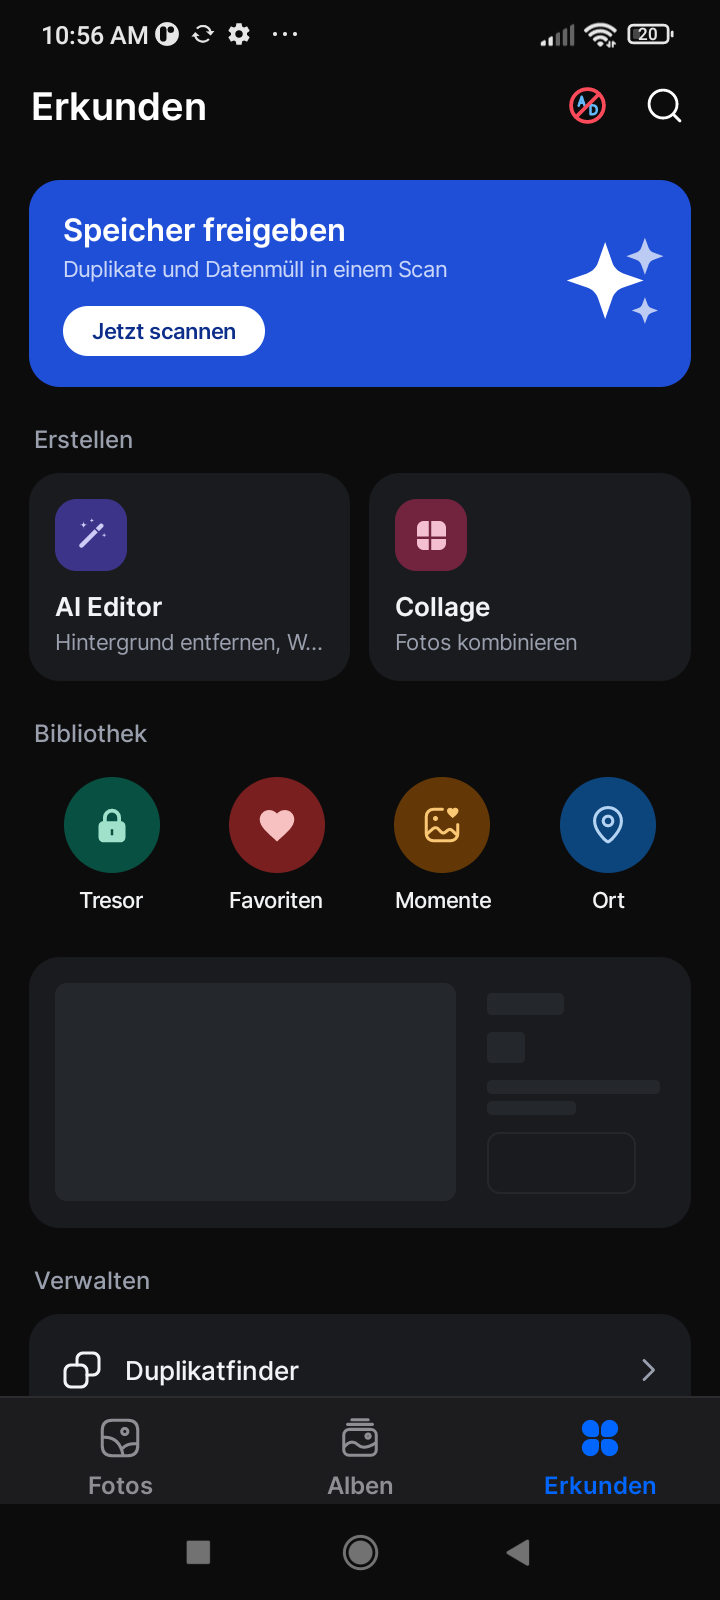 10:56 AM
20
Erkunden
AD
Speicher freigeben
Duplikate und Datenmüll in einem Scan
Jetzt scannen
Erstellen
AI Editor
Hintergrund entfernen, W...
Collage
Fotos kombinieren
Bibliothek
Tresor
Favoriten
Momente
Ort
Verwalten
Duplikatfinder
Fotos
Alben
Erkunden